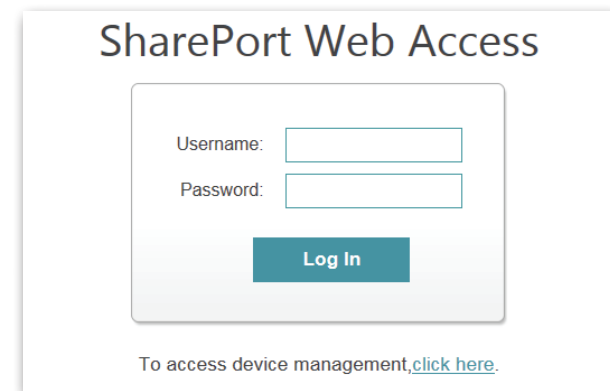 SharePort Web Access
Username:
Password:
Log In
To access device management,click here.